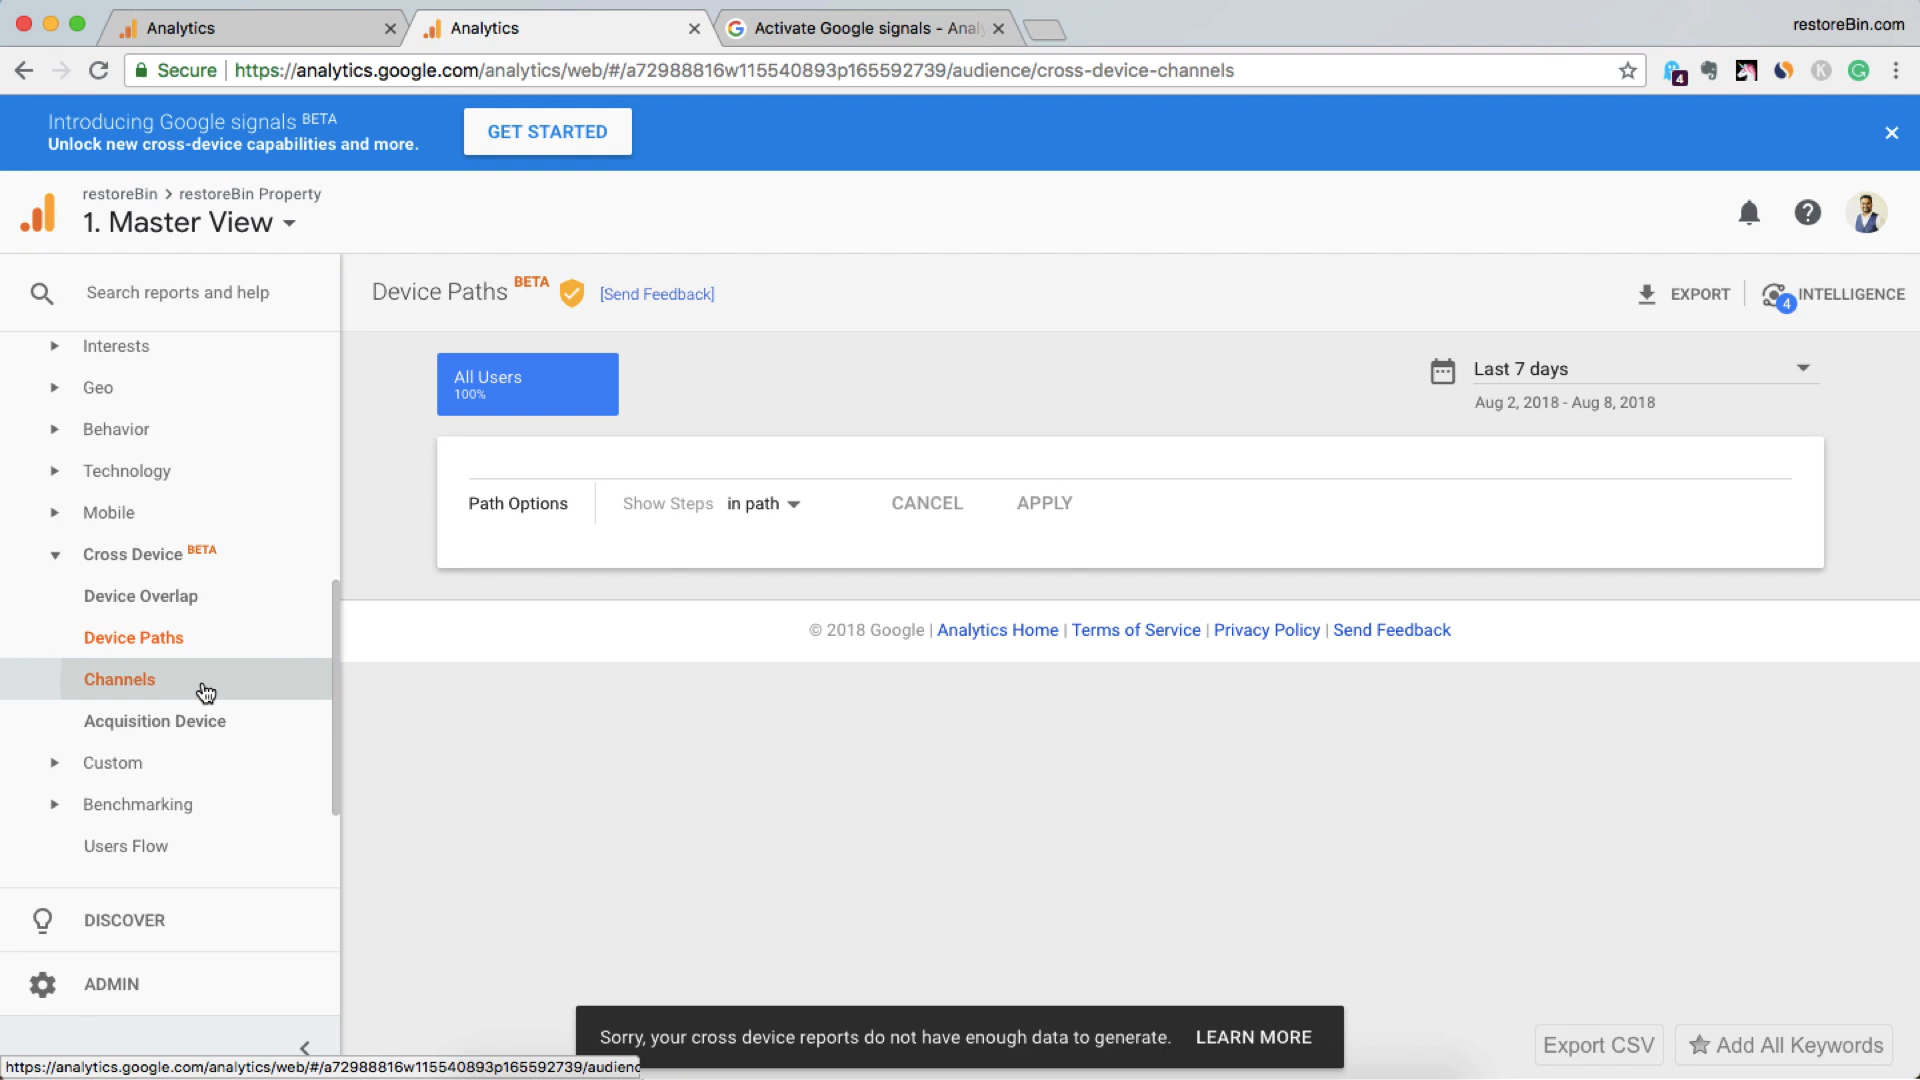 Analytics
Analytics
Activate Google signals - Anal
restoreBin.com
Secure
https://analytics.google.com/analytics/web/#/a72988816w115540893p165592739/audience/cross-device-channels
4
K
G
Introducing Google signals BETA
Unlock new cross-device capabilities and more.
GET STARTED
restoreBin > restoreBin Property
1. Master View
Search reports and help
Device Paths BETA
[Send Feedback]
EXPORT
4
INTELLIGENCE
Interests
Geo
Behavior
Technology
Mobile
Cross Device BETA
Device Overlap
Device Paths
Channels
Acquisition Device
Custom
Benchmarking
Users Flow
DISCOVER
ADMIN
All Users
100%
Last 7 days
Aug 2, 2018 - Aug 8, 2018
Path Options
Show Steps in path
CANCEL
APPLY
© 2018 Google | Analytics Home | Terms of Service | Privacy Policy | Send Feedback
Sorry, your cross device reports do not have enough data to generate. LEARN MORE
Export CSV
Add All Keywords
https://analytics.google.com/analytics/web/#/a72988816w115540893p165592739/audienc